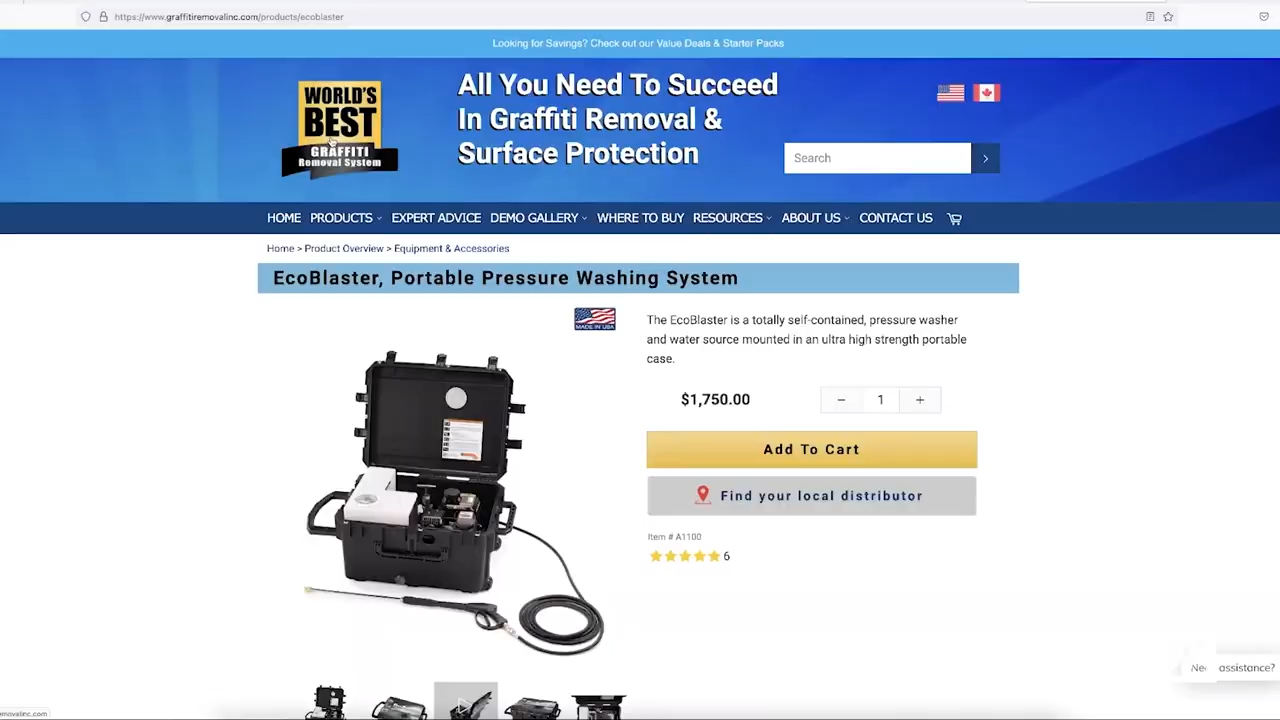 https://www.graffitiremovalinc.com/products/ecoblaster
Looking for Savings? Check out our Value Deals & Starter Packs
WORLD'S
BEST
GRAFFITI
Removal System
All You Need To Succeed
In Graffiti Removal &
Surface Protection
Search
HOME PRODUCTS EXPERT ADVICE DEMO GALLERY WHERE TO BUY RESOURCES ABOUT US CONTACT US
Home > Product Overview > Equipment & Accessories
EcoBlaster, Portable Pressure Washing System
MADE IN USA
The EcoBlaster is a totally self-contained, pressure washer
and water source mounted in an ultra high strength portable
case.
$1,750.00 − 1 +
Add To Cart
Find your local distributor
Item # A1100
6
assistance?
removalinc.com